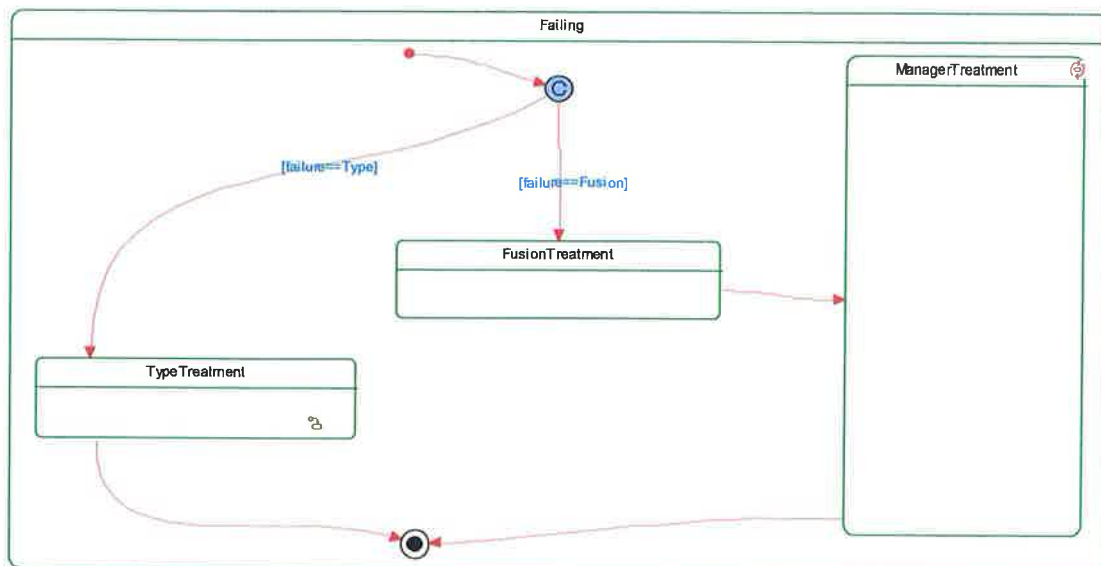 Failing
ManagerTreatment
C
[failure==Type]
[failure==Fusion]
FusionTreatment
TypeTreatment